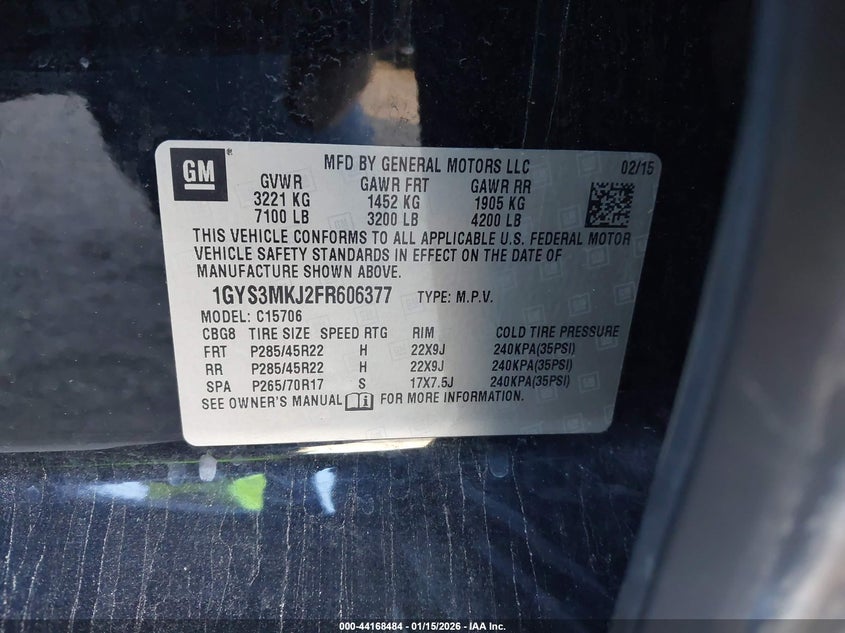 GM ®
MFD BY GENERAL MOTORS LLC 02/15
GVWR GAWR FRT GAWR RR
3221 KG 1452 KG 1905 KG
7100 LB 3200 LB 4200 LB
THIS VEHICLE CONFORMS TO ALL APPLICABLE U.S. FEDERAL MOTOR
VEHICLE SAFETY STANDARDS IN EFFECT ON THE DATE OF
MANUFACTURE SHOWN ABOVE.
1GYS3MKJ2FR606377 TYPE: M.P.V.
MODEL: C15706
CBG8 TIRE SIZE SPEED RTG RIM COLD TIRE PRESSURE
FRT P285/45R22 H 22X9J 240KPA(35PSI)
RR P285/45R22 H 22X9J 240KPA(35PSI)
SPA P265/70R17 S 17X7.5J 240KPA(35PSI)
SEE OWNER'S MANUAL FOR MORE INFORMATION.
000-44168484 — 01/15/2026 — IAA Inc.